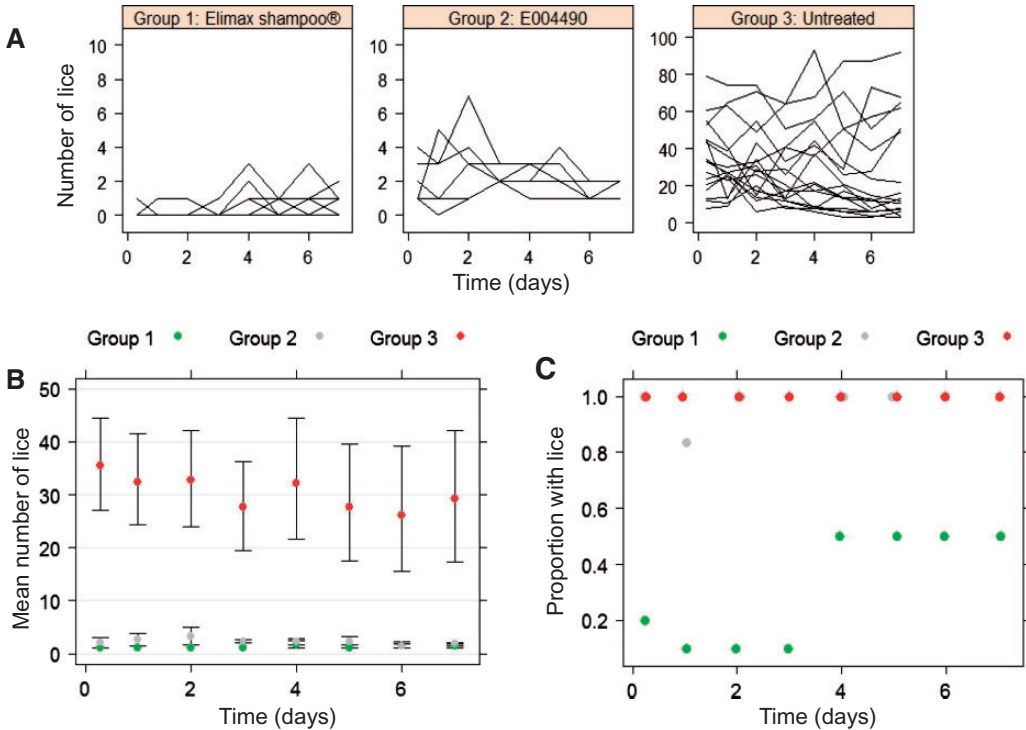 A
Group 1: Elimax shampoo® Group 2: E004490 Group 3: Untreated
Number of lice
10
8
6
4
2
0
0 2 4 6
10
8
6
4
2
0
0 2 4 6
100
80
60
40
20
0
0 2 4 6
Time (days)
B
Group 1 Group 2 Group 3
Mean number of lice
50
40
30
20
10
0
0 2 4 6
Time (days)
C
Group 1 Group 2 Group 3
Proportion with lice
1.0
0.8
0.6
0.4
0.2
0 2 4 6
Time (days)